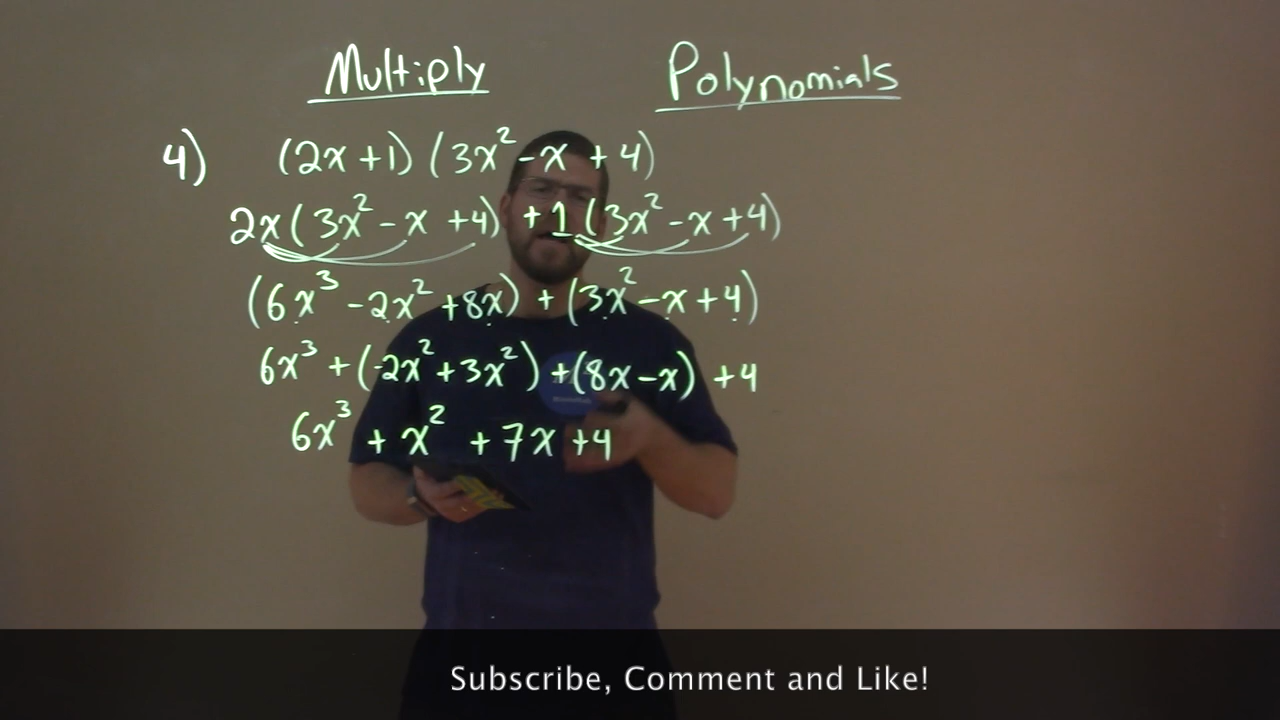 Multiply Polynomials
4) (2x+1) (3x²-x+4)
2x(3x²-x+4) +1(3x²-x+4)
(6x³-2x²+8x) + (3x²-x+4)
6x³+(-2x²+3x²)+(8x-x)+4
6x³+x²+7x+4
Subscribe, Comment and Like!